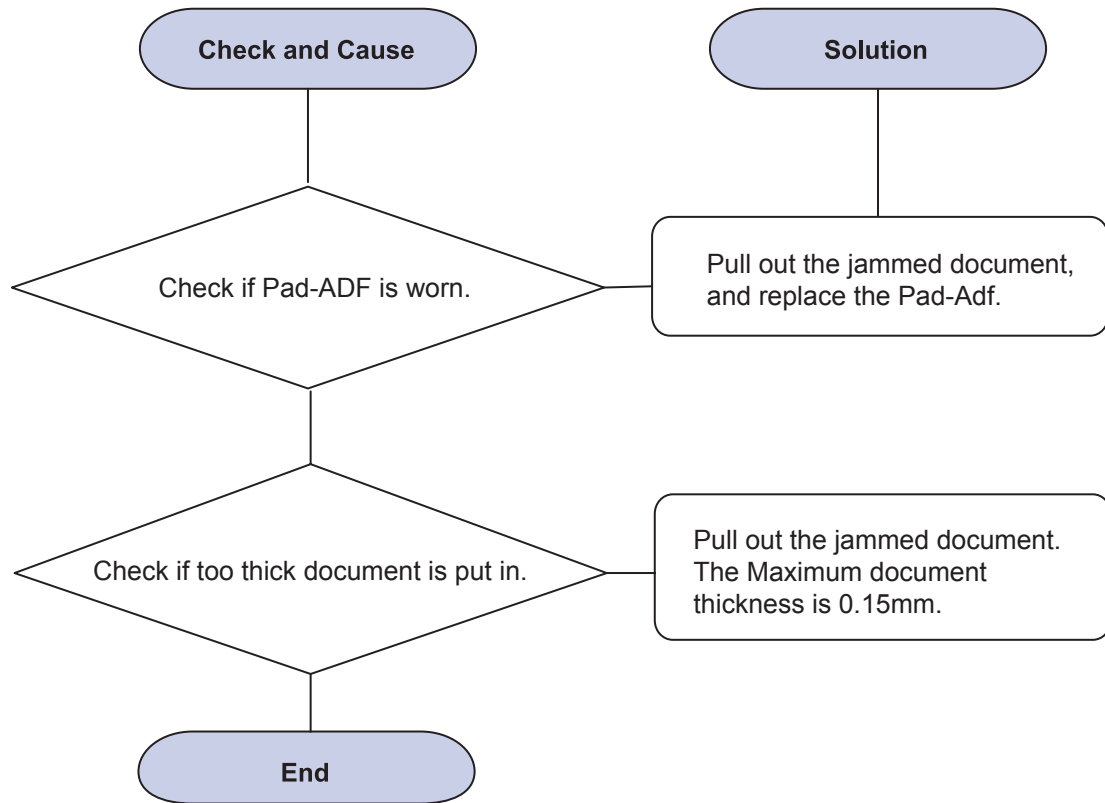 Check and Cause
Solution
Check if Pad-ADF is worn.
Pull out the jammed document,
and replace the Pad-Adf.
Check if too thick document is put in.
Pull out the jammed document.
The Maximum document
thickness is 0.15mm.
End